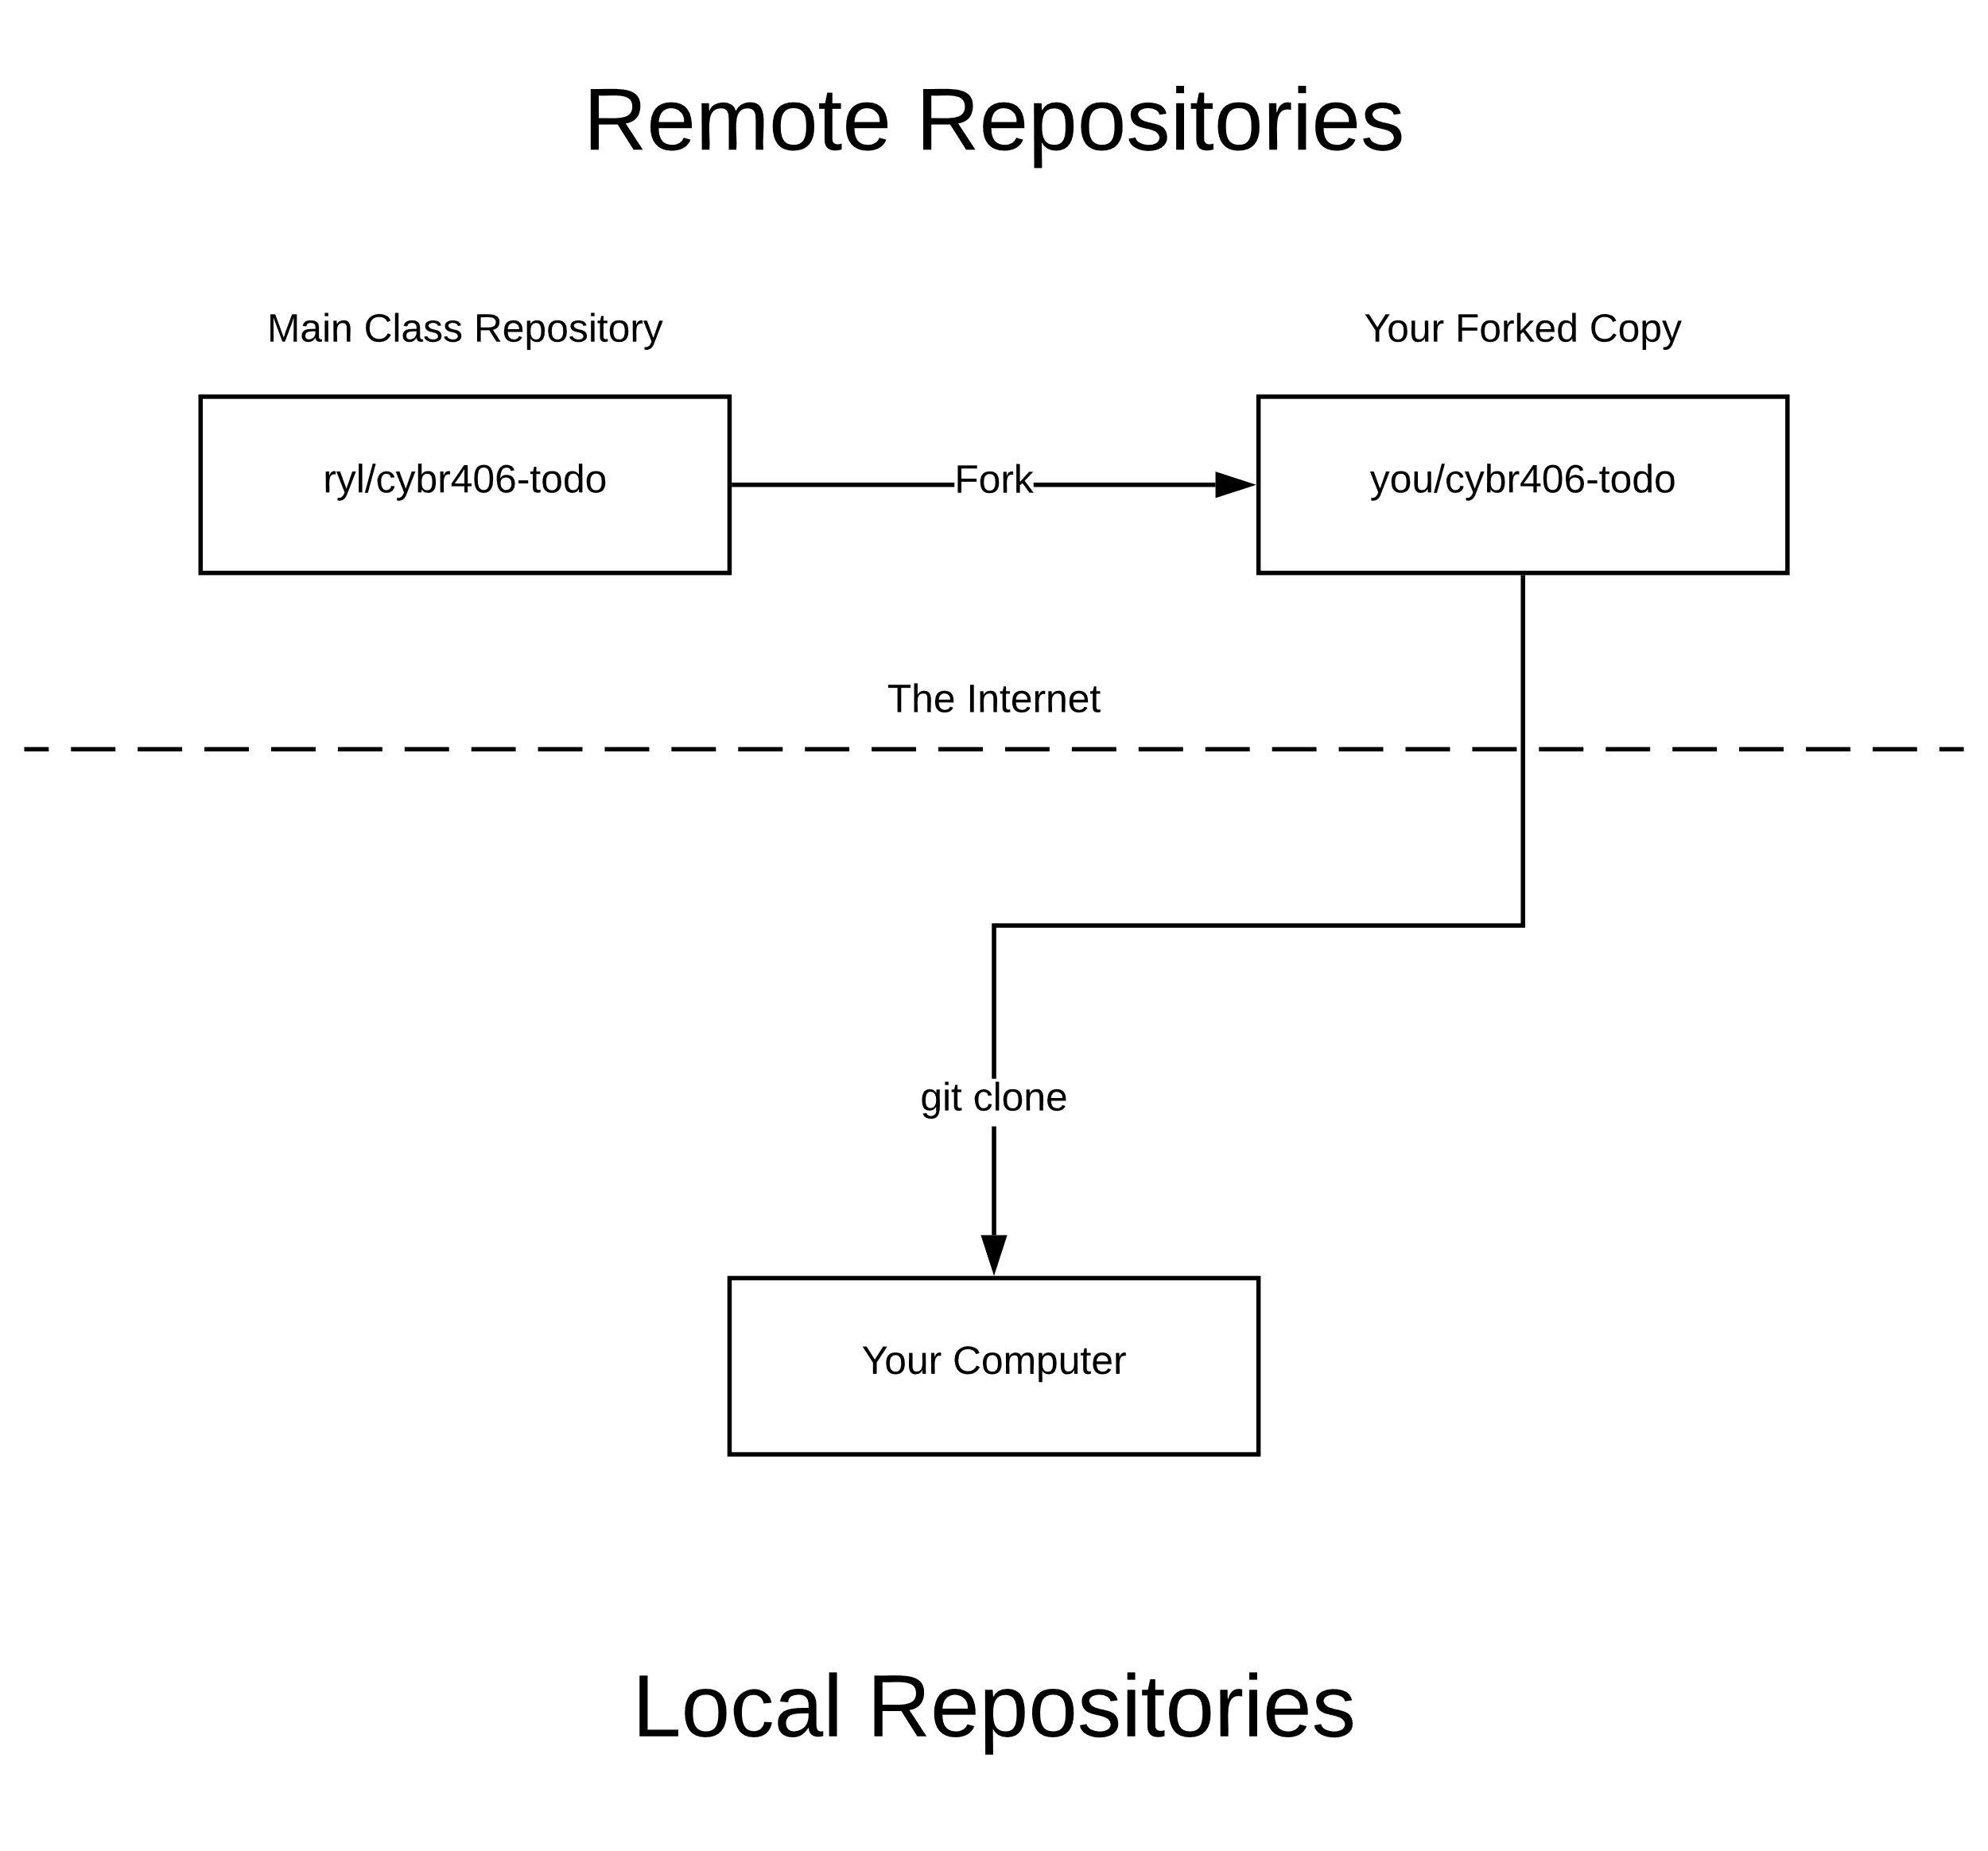 Remote Repositories
Main Class Repository
Your Forked Copy
ryl/cybr406-todo
Fork
you/cybr406-todo
The Internet
git clone
Your Computer
Local Repositories